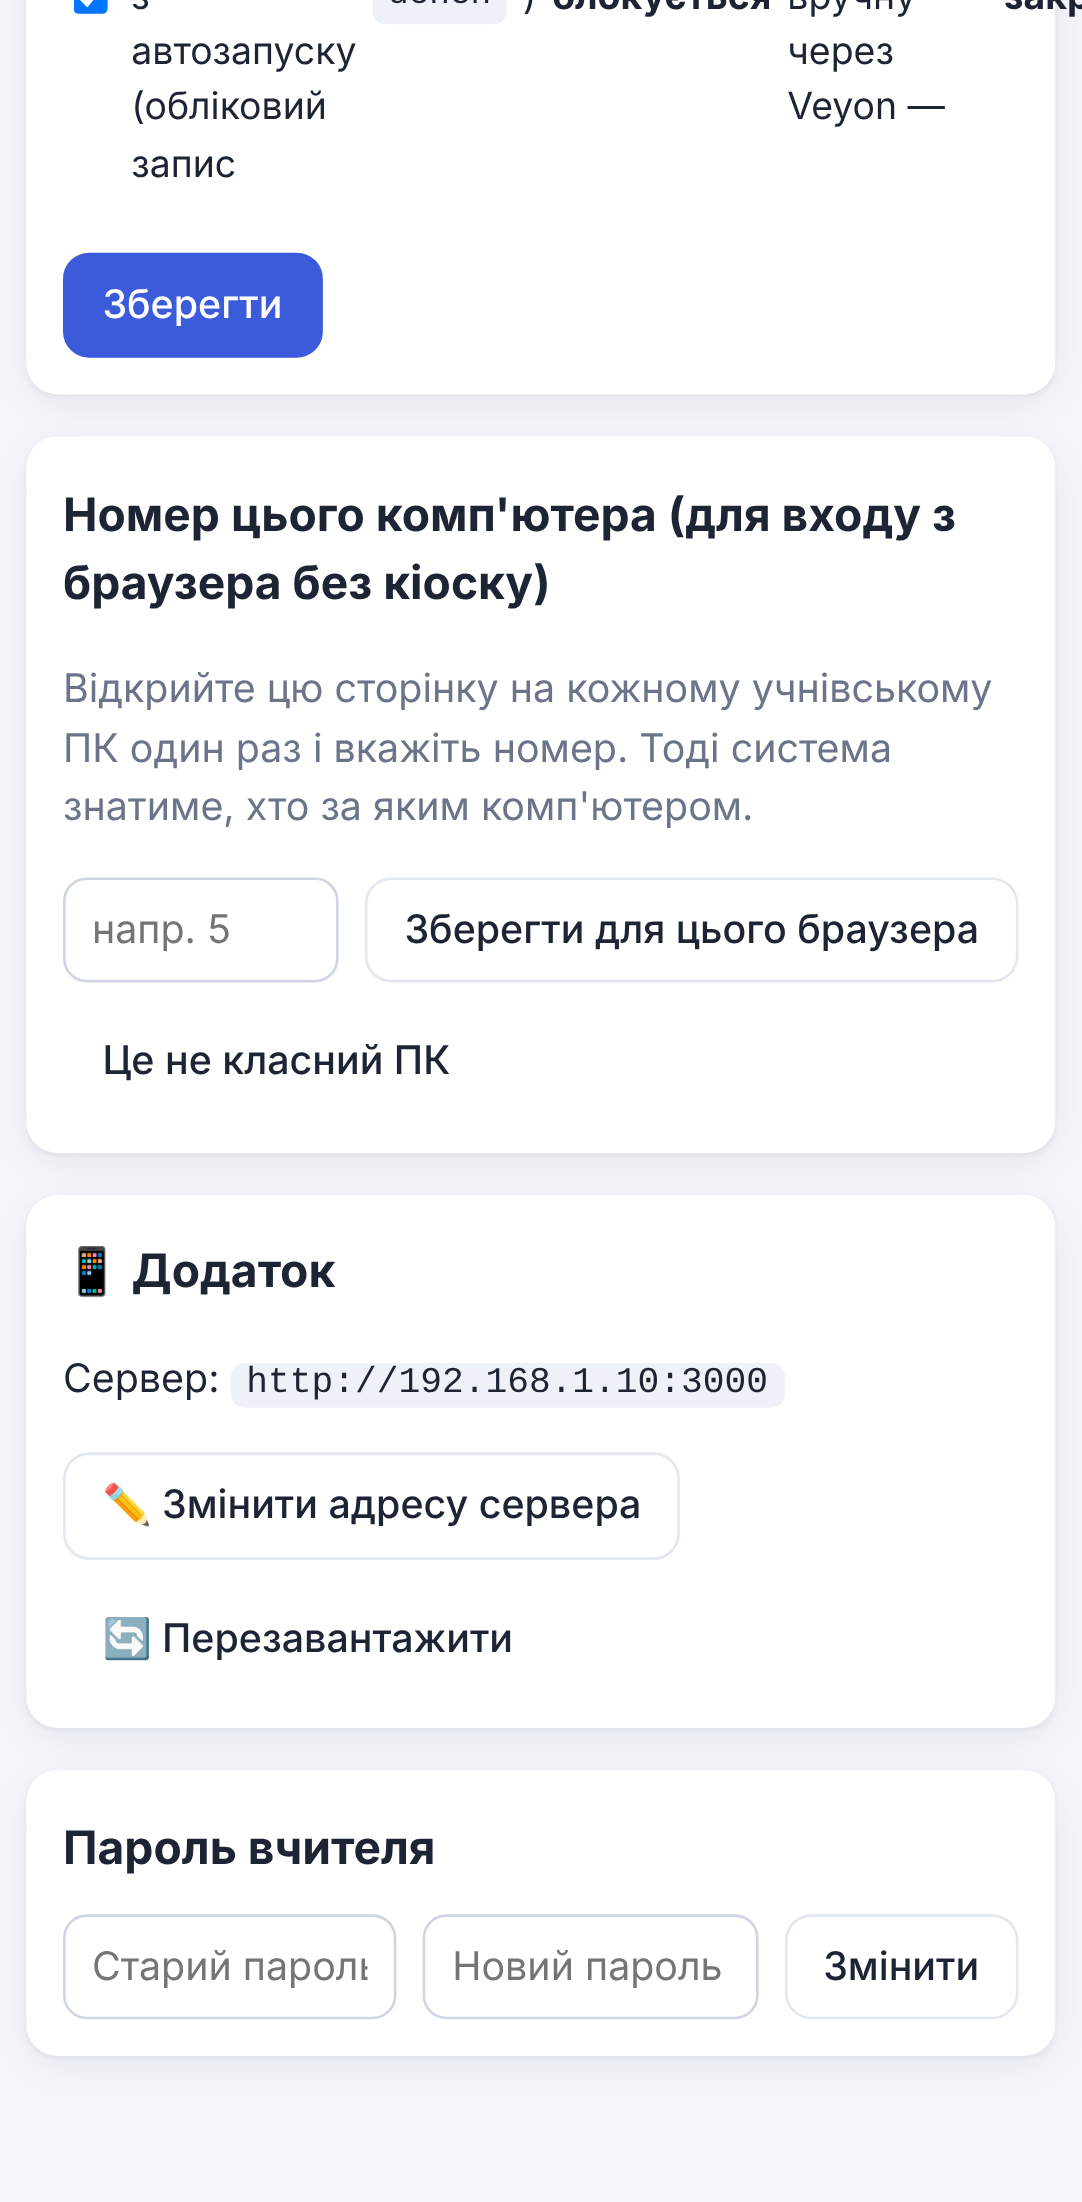 з
блокується вручну
автозапуску
через
(обліковий
Veyon —
запис
Зберегти
Номер цього комп'ютера (для входу з
браузера без кіоску)
Відкрийте цю сторінку на кожному учнівському
ПК один раз і вкажіть номер. Тоді система
знатиме, хто за яким комп'ютером.
напр. 5
Зберегти для цього браузера
Це не класний ПК
📱 Додаток
Сервер: http://192.168.1.10:3000
✏️ Змінити адресу сервера
🔄 Перезавантажити
Пароль вчителя
Старий пароль
Новий пароль
Змінити